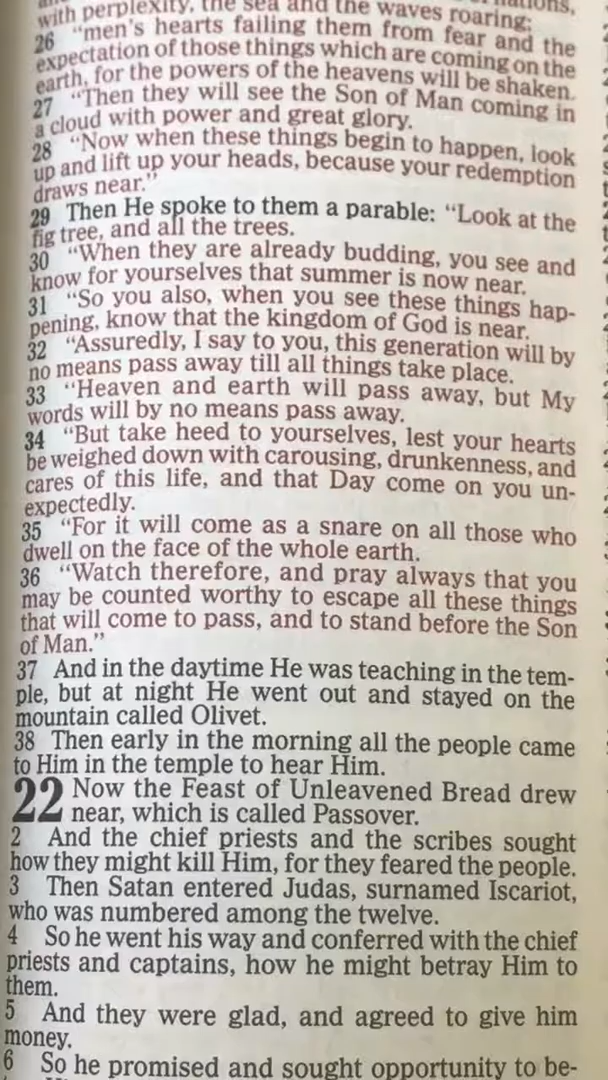 with perplexity, the sea and the waves roaring;
26 "men's hearts failing them from fear and the
expectation of those things which are coming on the
earth, for the powers of the heavens will be shaken.
27 "Then they will see the Son of Man coming in
a cloud with power and great glory.
28 "Now when these things begin to happen, look
up and lift up your heads, because your redemption
draws near."
29 Then He spoke to them a parable: "Look at the
fig tree, and all the trees.
30 "When they are already budding, you see and
know for yourselves that summer is now near.
31 "So you also, when you see these things hap-
pening, know that the kingdom of God is near.
32 "Assuredly, I say to you, this generation will by
no means pass away till all things take place.
33 "Heaven and earth will pass away, but My
words will by no means pass away.
34 "But take heed to yourselves, lest your hearts
be weighed down with carousing, drunkenness, and
cares of this life, and that Day come on you un-
expectedly.
35 "For it will come as a snare on all those who
dwell on the face of the whole earth.
36 "Watch therefore, and pray always that you
may be counted worthy to escape all these things
that will come to pass, and to stand before the Son
of Man."
37 And in the daytime He was teaching in the tem-
ple, but at night He went out and stayed on the
mountain called Olivet.
38 Then early in the morning all the people came
to Him in the temple to hear Him.
22 Now the Feast of Unleavened Bread drew
near, which is called Passover.
2 And the chief priests and the scribes sought
how they might kill Him, for they feared the people.
3 Then Satan entered Judas, surnamed Iscariot,
who was numbered among the twelve.
4 So he went his way and conferred with the chief
priests and captains, how he might betray Him to
them.
5 And they were glad, and agreed to give him
money.
6 So he promised and sought opportunity to be-